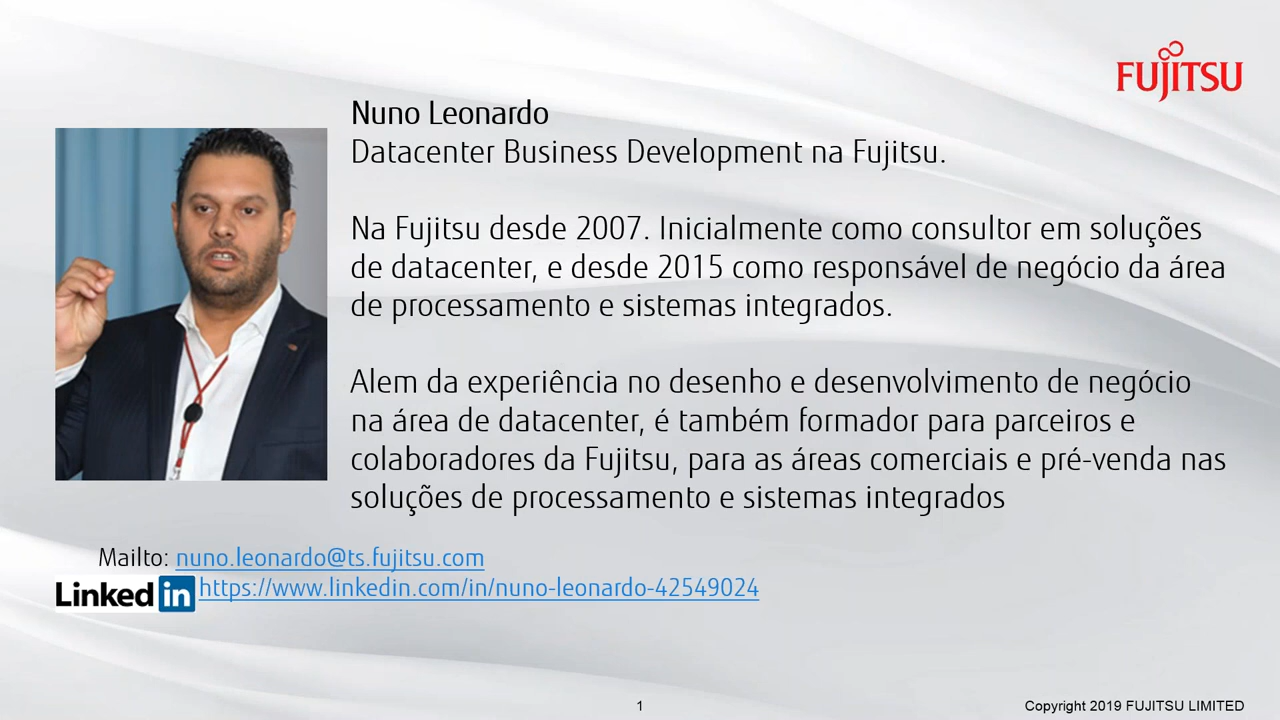 FUJITSU
Nuno Leonardo
Datacenter Business Development na Fujitsu.
Na Fujitsu desde 2007. Inicialmente como consultor em soluções
de datacenter, e desde 2015 como responsável de negócio da área
de processamento e sistemas integrados.
Alem da experiência no desenho e desenvolvimento de negócio
na área de datacenter, é também formador para parceiros e
colaboradores da Fujitsu, para as áreas comerciais e pré-venda nas
soluções de processamento e sistemas integrados
Mailto: nuno.leonardo@ts.fujitsu.com
Linked in https://www.linkedin.com/in/nuno-leonardo-42549024
1
Copyright 2019 FUJITSU LIMITED